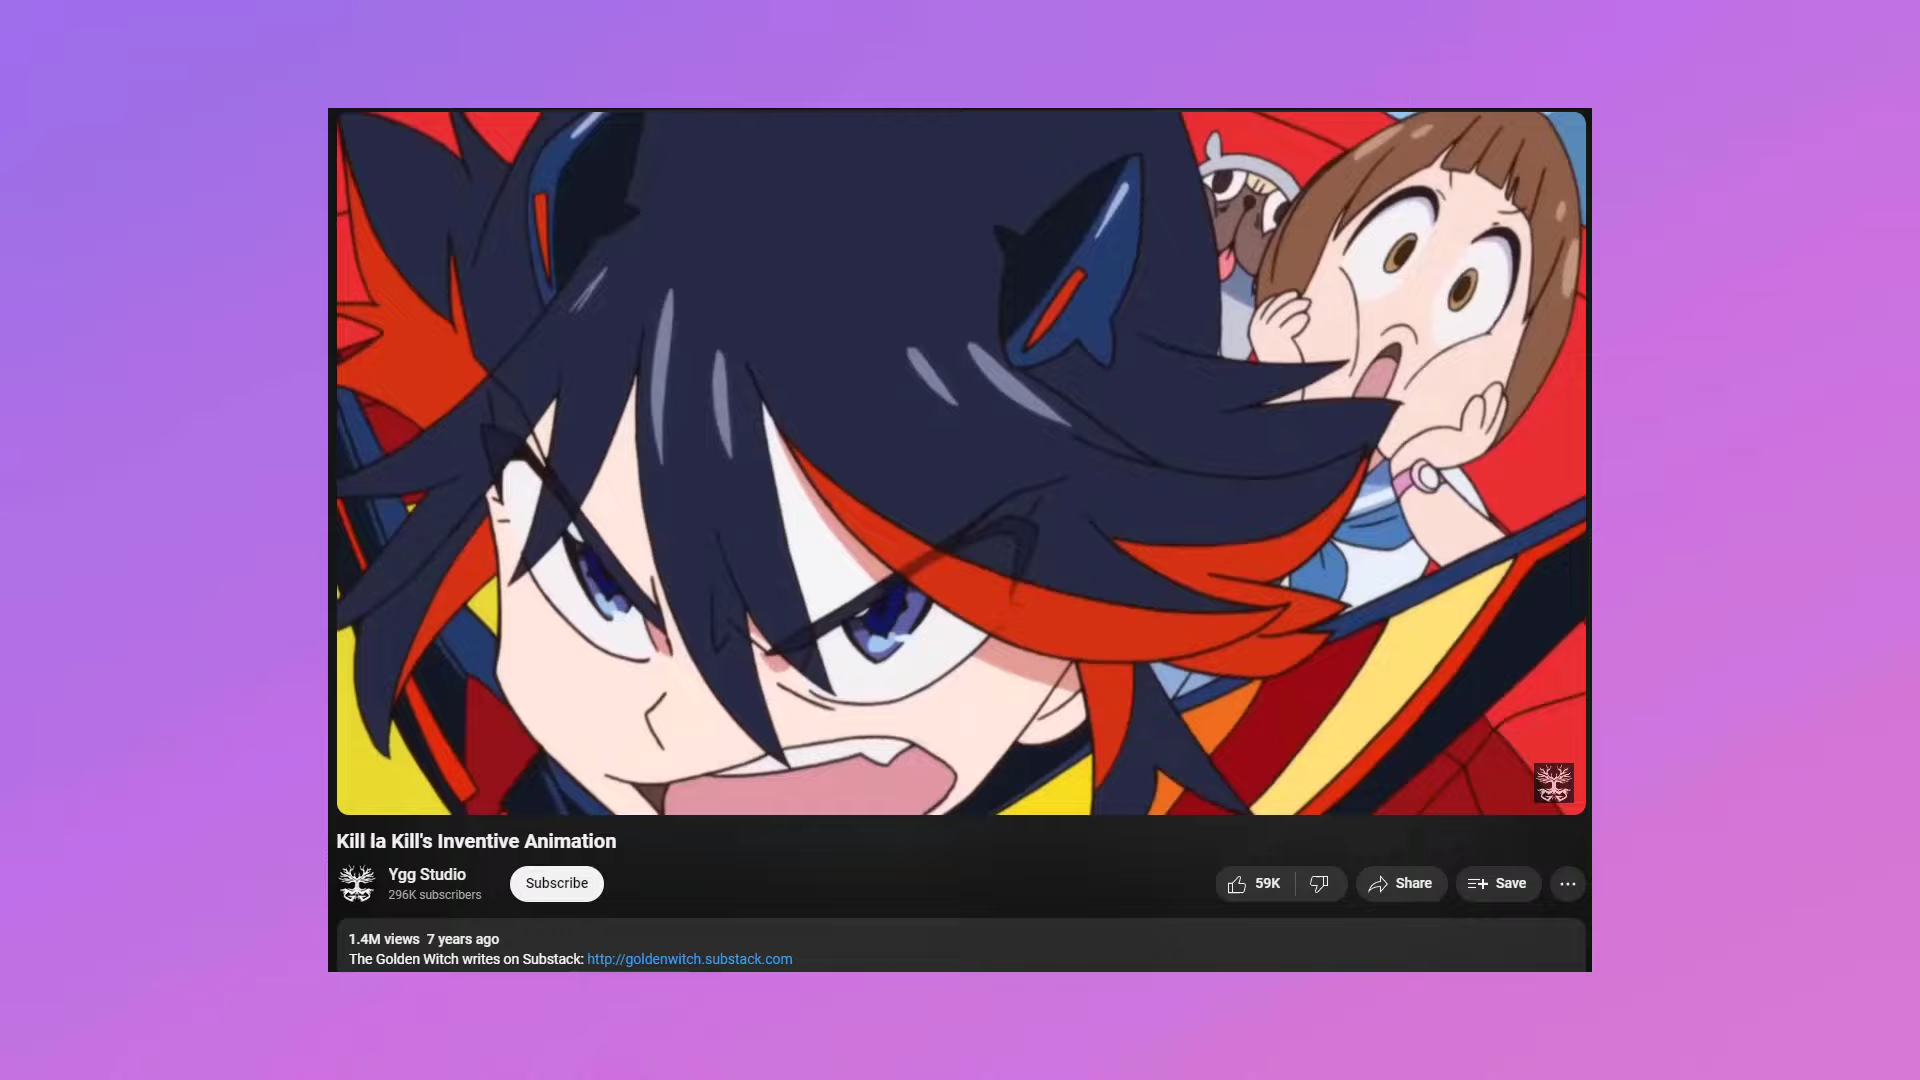 Kill la Kill's Inventive Animation
Ygg Studio
296K subscribers
Subscribe
59K
Share
Save
1.4M views 7 years ago
The Golden Witch writes on Substack: http://goldenwitch.substack.com